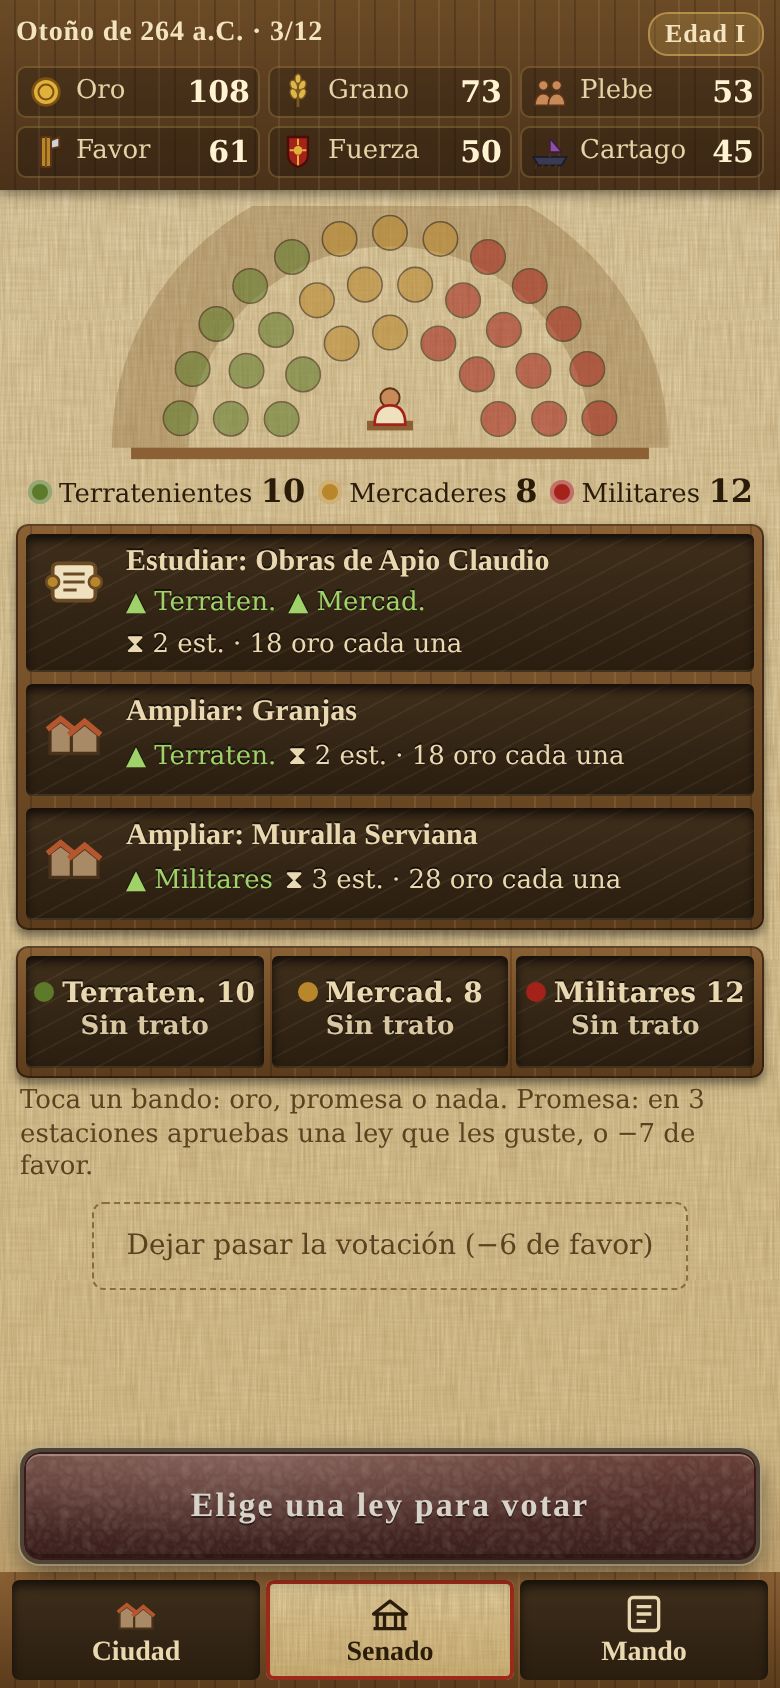 Otoño de 264 a.C. · 3/12
Edad I
Oro 108
Grano 73
Plebe 53
Favor 61
Fuerza 50
Cartago 45
Terratenientes 10
Mercaderes 8
Militares 12
Estudiar: Obras de Apio Claudio
▲ Terraten. ▲ Mercad.
⧗ 2 est. · 18 oro cada una
Ampliar: Granjas
▲ Terraten. ⧗ 2 est. · 18 oro cada una
Ampliar: Muralla Serviana
▲ Militares ⧗ 3 est. · 28 oro cada una
Terraten. 10
Sin trato
Mercad. 8
Sin trato
Militares 12
Sin trato
Toca un bando: oro, promesa o nada. Promesa: en 3
estaciones apruebas una ley que les guste, o −7 de
favor.
Dejar pasar la votación (−6 de favor)
Elige una ley para votar
Ciudad
Senado
Mando